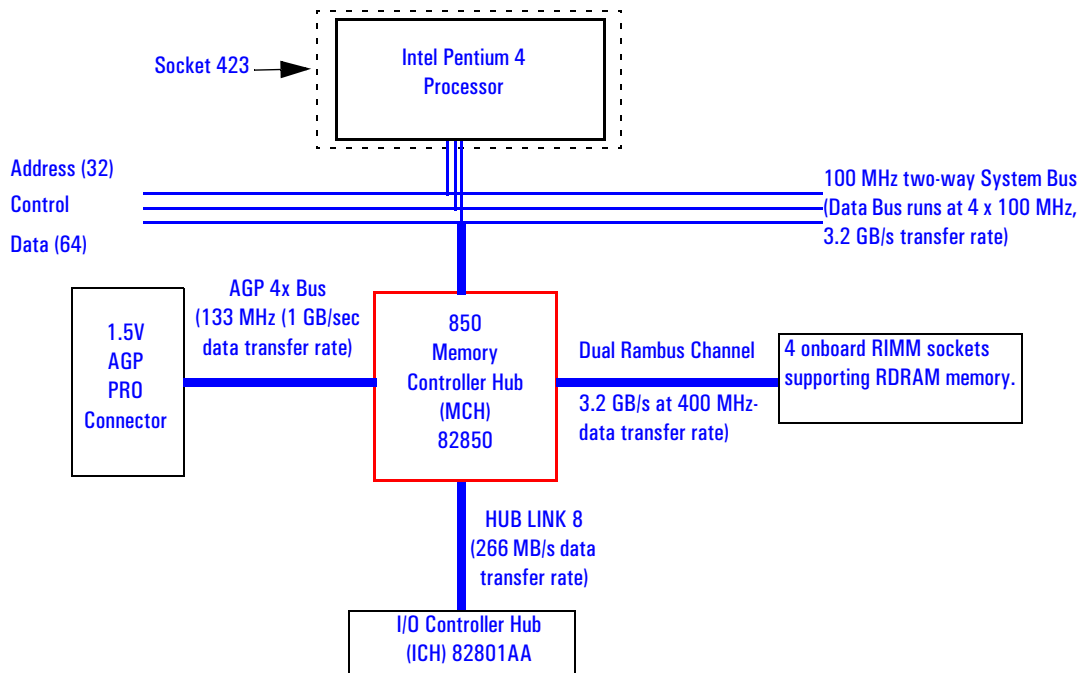 Intel Pentium 4
Processor
Socket 423
Address (32)
Control
Data (64)
100 MHz two-way System Bus
(Data Bus runs at 4 x 100 MHz,
3.2 GB/s transfer rate)
AGP 4x Bus
(133 MHz (1 GB/sec
data transfer rate)
1.5V
AGP
PRO
Connector
850
Memory
Controller Hub
(MCH)
82850
Dual Rambus Channel
3.2 GB/s at 400 MHz-
data transfer rate)
4 onboard RIMM sockets
supporting RDRAM memory.
HUB LINK 8
(266 MB/s data
transfer rate)
I/O Controller Hub
(ICH) 82801AA